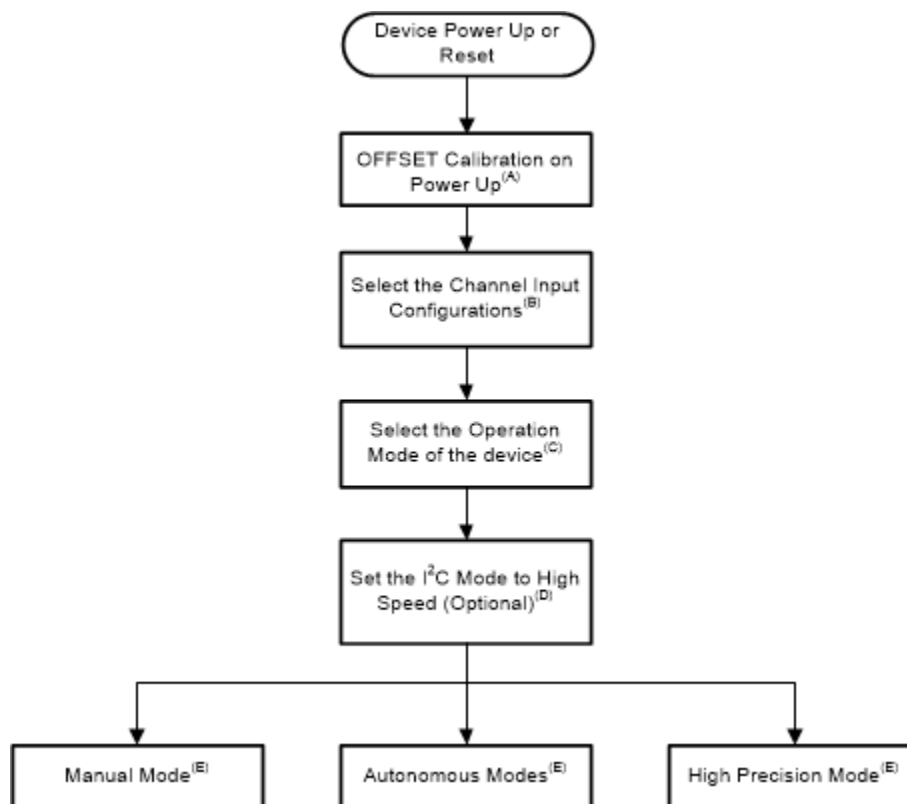 Device Power Up or
Reset
OFFSET Calibration on
Power Up(A)
Select the Channel Input
Configurations(B)
Select the Operation
Mode of the device(C)
Set the I²C Mode to High
Speed (Optional)(D)
Manual Mode(E)
Autonomous Modes(E)
High Precision Mode(E)